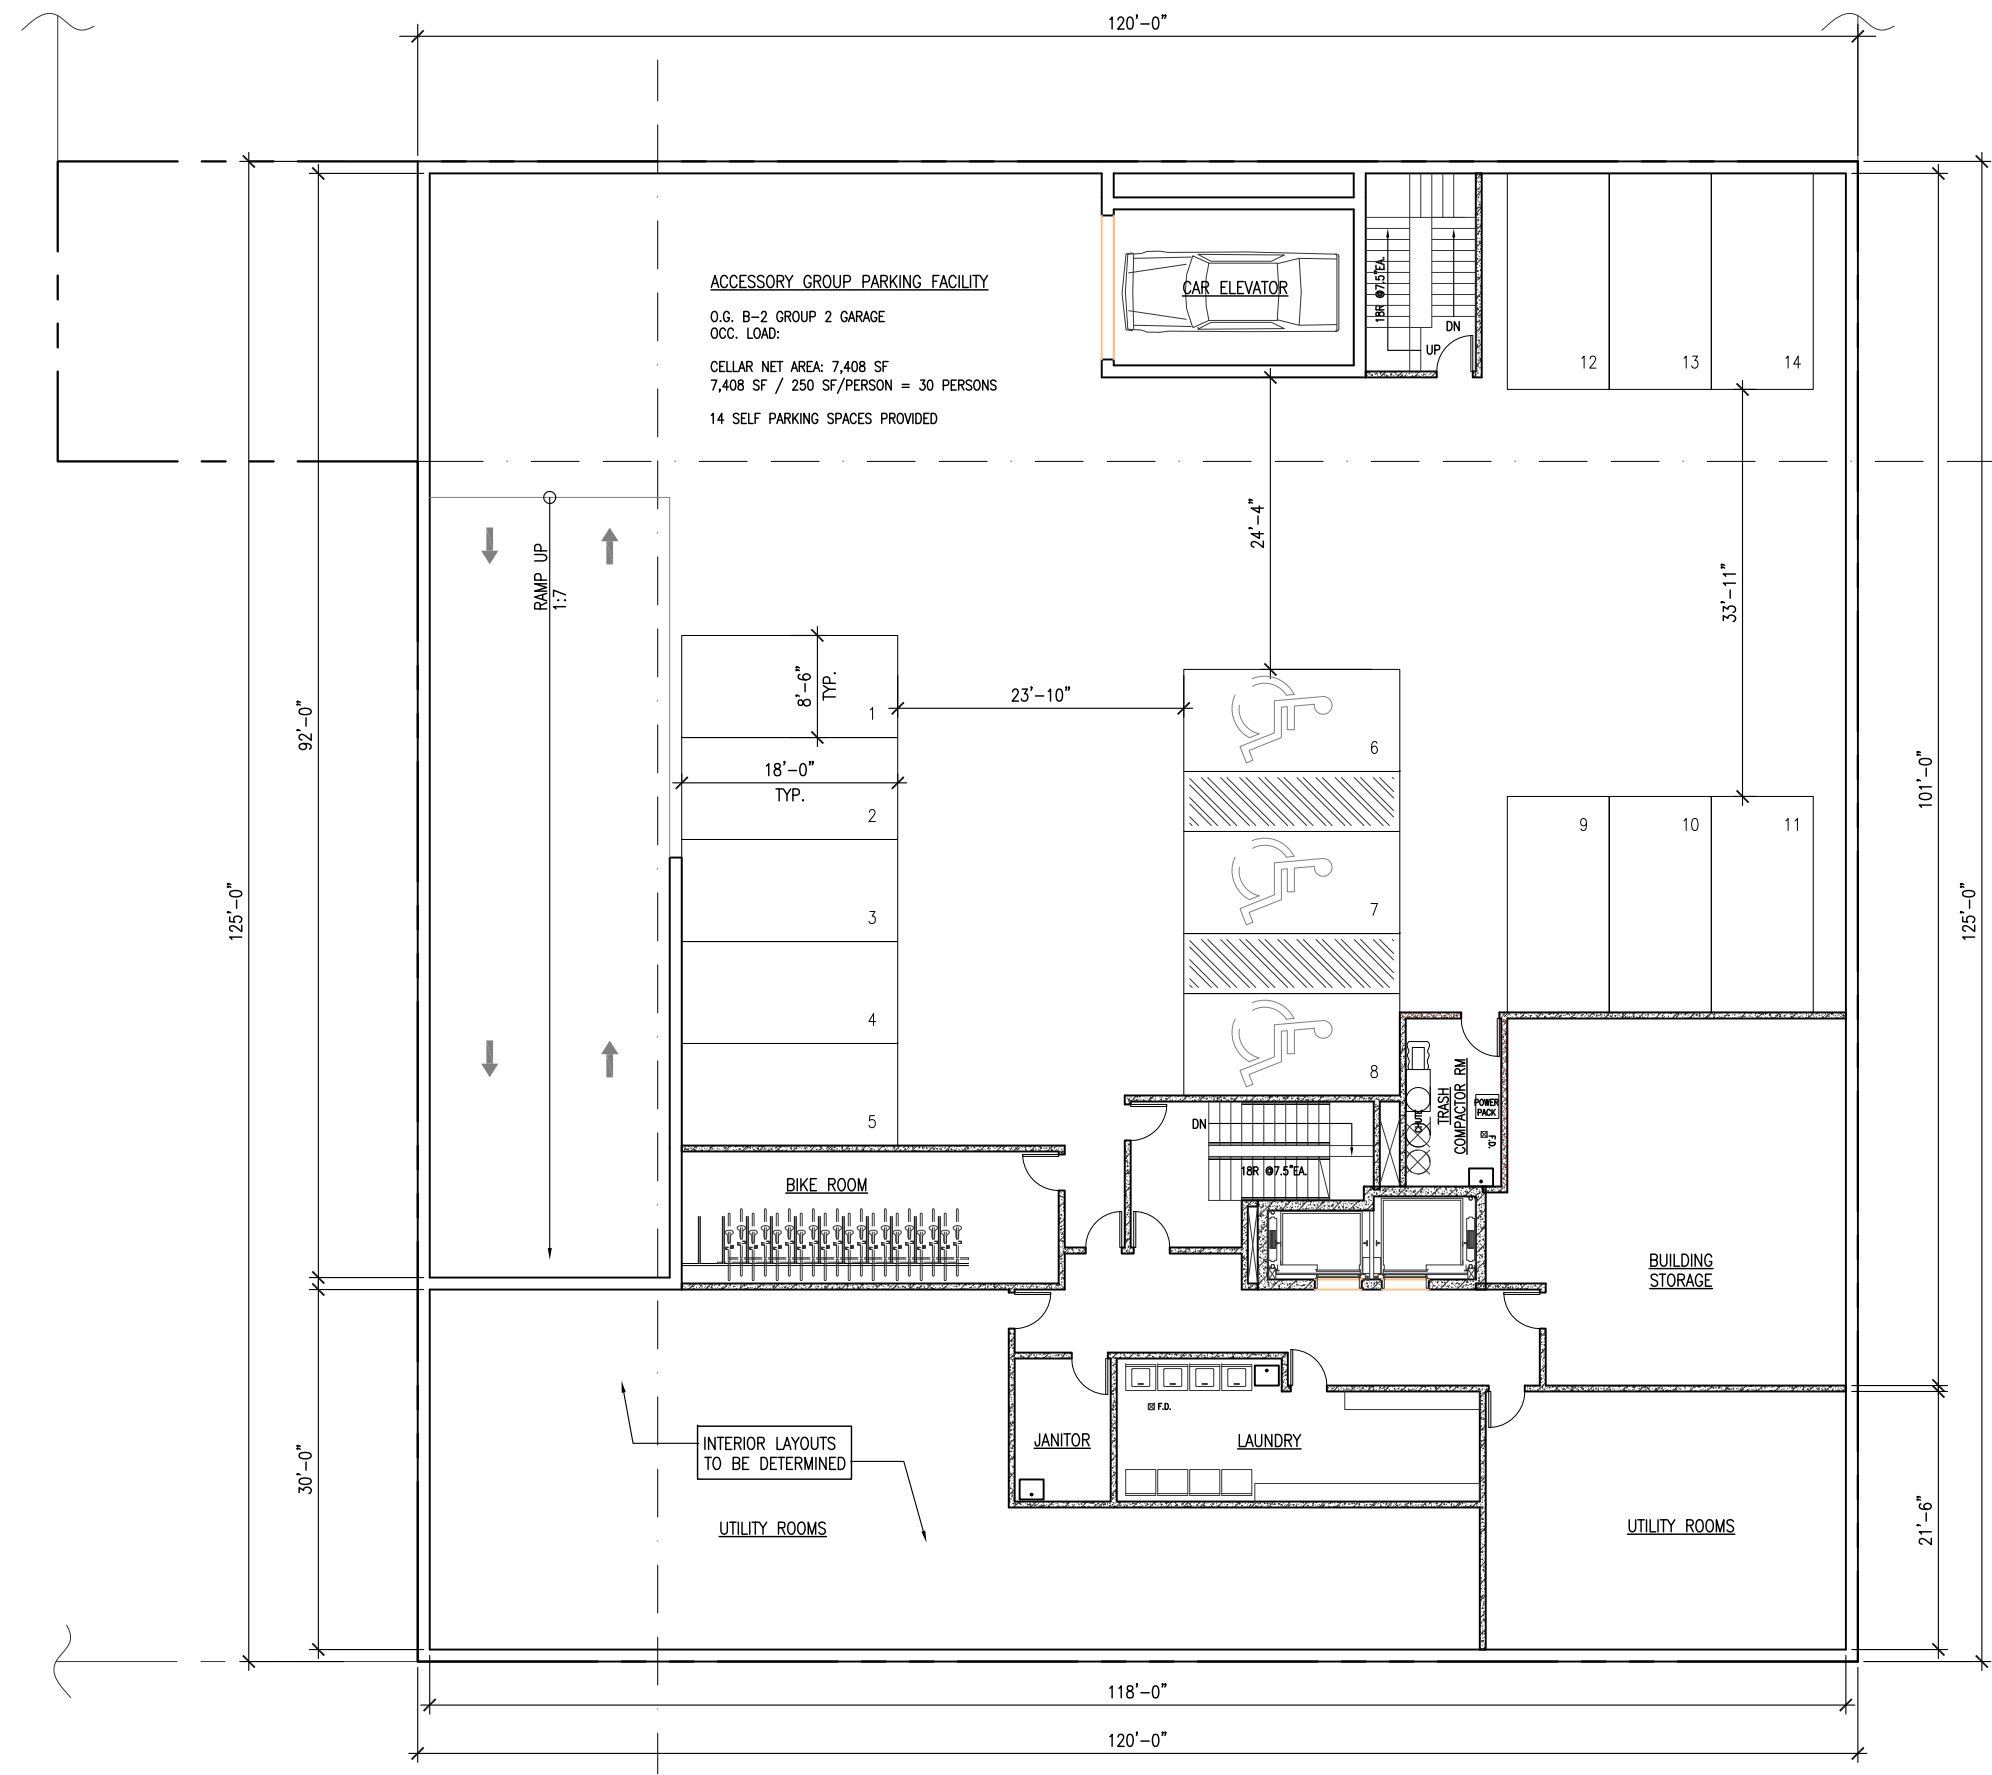 120'-0"
ACCESSORY GROUP PARKING FACILITY
O.G. B-2 GROUP 2 GARAGE
OCC. LOAD:
CELLAR NET AREA: 7,408 SF
7,408 SF / 250 SF/PERSON = 30 PERSONS
14 SELF PARKING SPACES PROVIDED
CAR ELEVATOR
18R @7.5"EA.
DN
UP
12
13
14
RAMP UP
1:7
24'-4"
33'-11"
8'-6"
TYP.
1
23'-10"
6
18'-0"
TYP.
2
92'-0"
101'-0"
125'-0"
125'-0"
3
7
9
10
11
4
8
5
DN
18R @7.5"EA.
TRASH
COMPACTOR RM
CHUTE
POWER
PACK
F.D.
BIKE ROOM
BUILDING
STORAGE
INTERIOR LAYOUTS
TO BE DETERMINED
F.D.
JANITOR
LAUNDRY
30'-0"
UTILITY ROOMS
UTILITY ROOMS
21'-6"
118'-0"
120'-0"